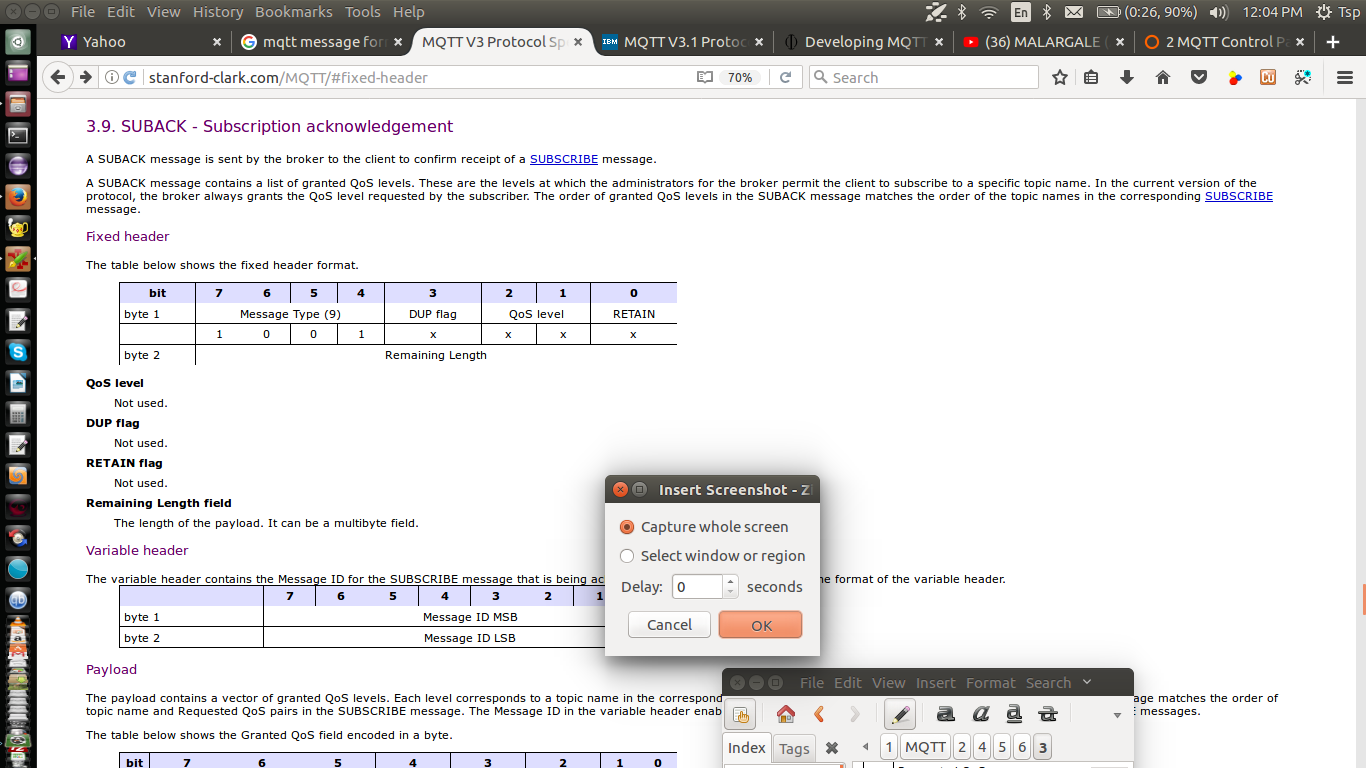 File Edit View History Bookmarks Tools Help
En (0:26, 90%) 12:04 PM Tsp
Yahoo
mqtt message for
MQTT V3 Protocol Sp
IBM MQTT V3.1 Protoc
Developing MQTT
(36) MALARGALE
2 MQTT Control Pa
stanford-clark.com/MQTT/#fixed-header 70% Search
3.9. SUBACK - Subscription acknowledgement
A SUBACK message is sent by the broker to the client to confirm receipt of a SUBSCRIBE message.
A SUBACK message contains a list of granted QoS levels. These are the levels at which the administrators for the broker permit the client to subscribe to a specific topic name. In the current version of the
protocol, the broker always grants the QoS level requested by the subscriber. The order of granted QoS levels in the SUBACK message matches the order of the topic names in the corresponding SUBSCRIBE
message.
Fixed header
The table below shows the fixed header format.
bit 7 6 5 4 3 2 1 0
byte 1 Message Type (9) DUP flag QoS level RETAIN
1 0 0 1 x x x x
byte 2 Remaining Length
QoS level
Not used.
DUP flag
Not used.
RETAIN flag
Not used.
Remaining Length field
The length of the payload. It can be a multibyte field.
Variable header
The variable header contains the Message ID for the SUBSCRIBE message that is being ac
he format of the variable header.
7 6 5 4 3 2 1
byte 1 Message ID MSB
byte 2 Message ID LSB
Insert Screenshot - Z
Capture whole screen
Select window or region
Delay: 0 seconds
Cancel OK
Payload
The payload contains a vector of granted QoS levels. Each level corresponds to a topic name in the correspond
age matches the order of
topic name and Requested QoS pairs in the SUBSCRIBE message. The Message ID in the variable header enab
E messages.
The table below shows the Granted QoS field encoded in a byte.
bit 7 6 5 4 3 2 1 0
File Edit View Insert Format Search
a a a a
Index Tags 1 MQTT 2 4 5 6 3